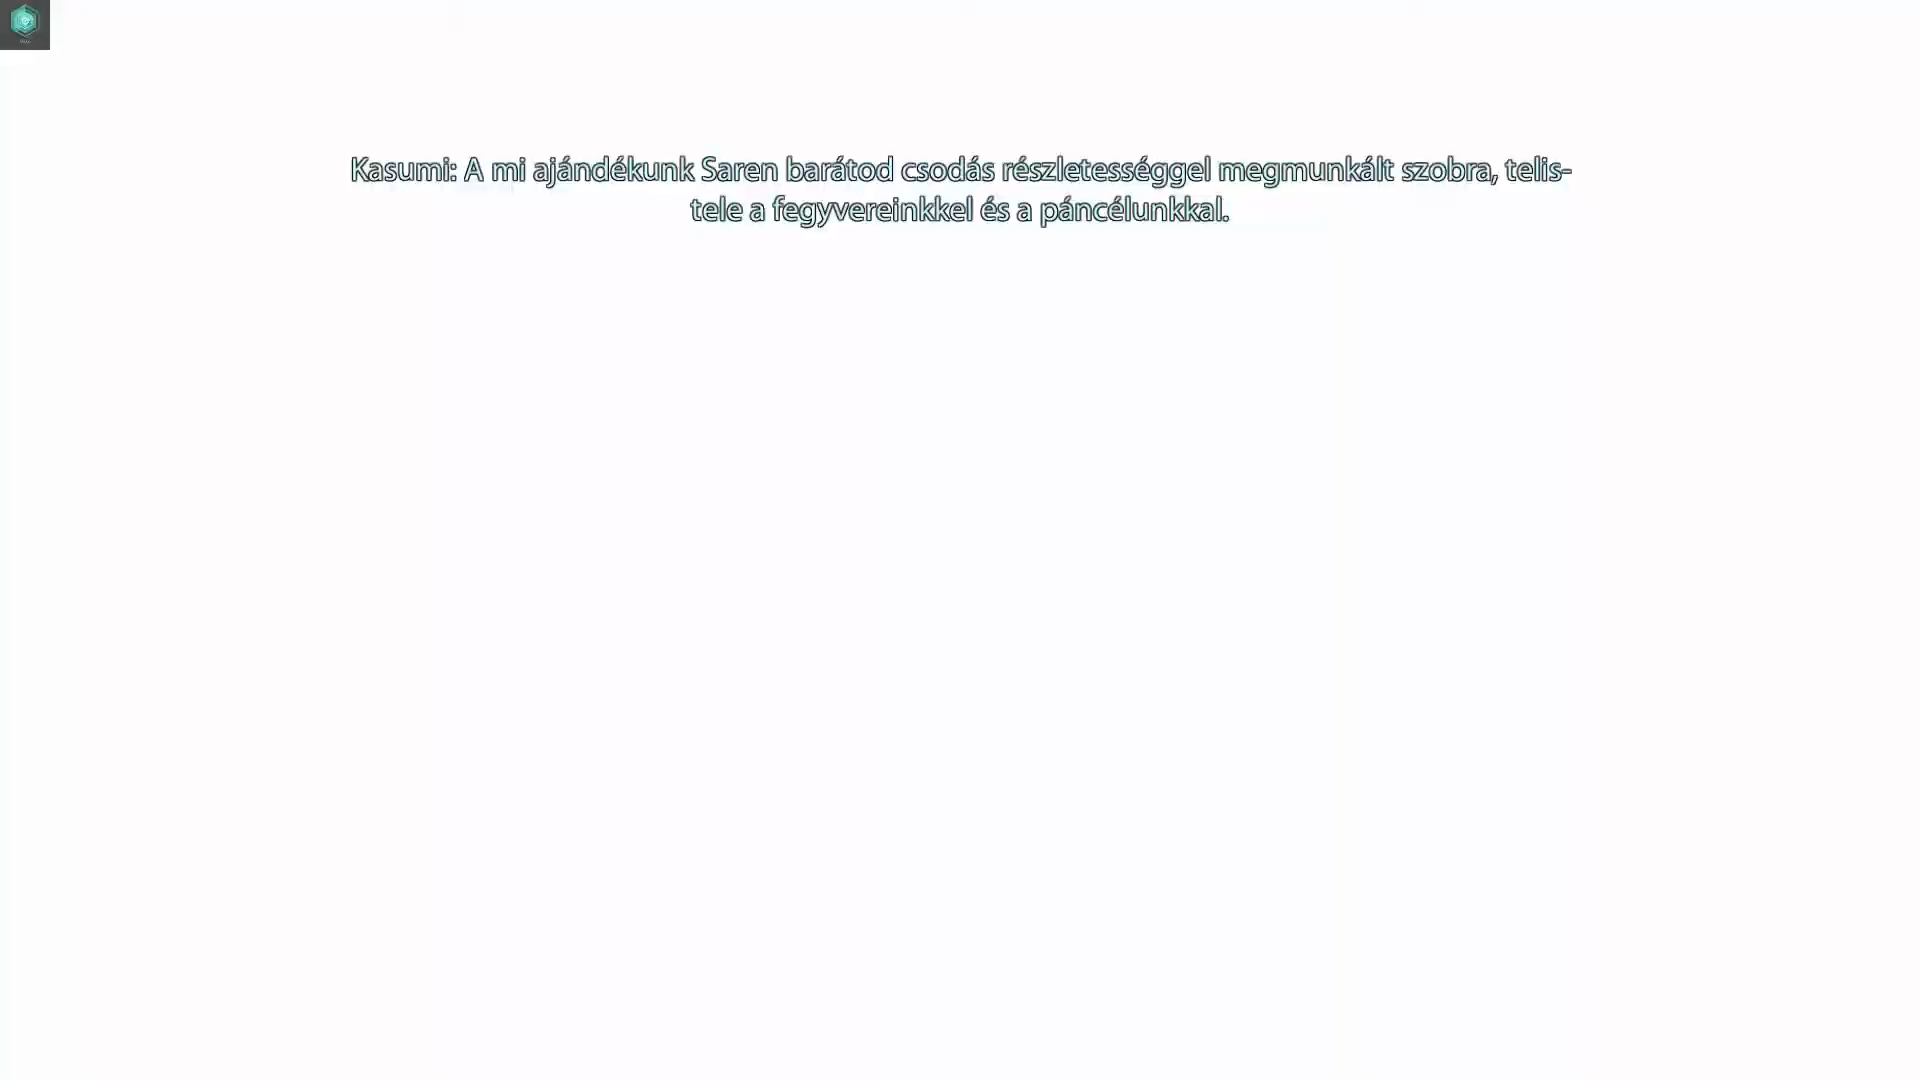 Kasumi: A mi ajándékunk Saren barátod csodás részletességgel megmunkált szobra, telis-
tele a fegyvereinkkel és a páncélunkkal.